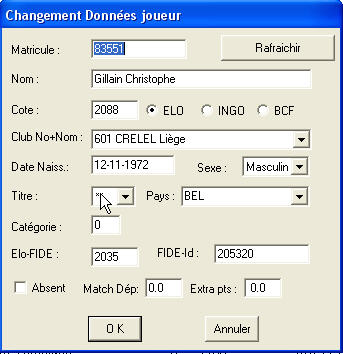 Changement Données joueur
Matricule : 83551 Rafraichir
Nom : Gillain Christophe
Cote : 2088 ELO INGO BCF
Club No+Nom : 601 CRELEL Liège
Date Naiss.: 12-11-1972 Sexe : Masculin
Titre : Pays : BEL
Catégorie : 0
Elo-FIDE : 2035 FIDE-Id : 205320
Absent Match Dép: 0.0 Extra pts : 0.0
O K Annuler